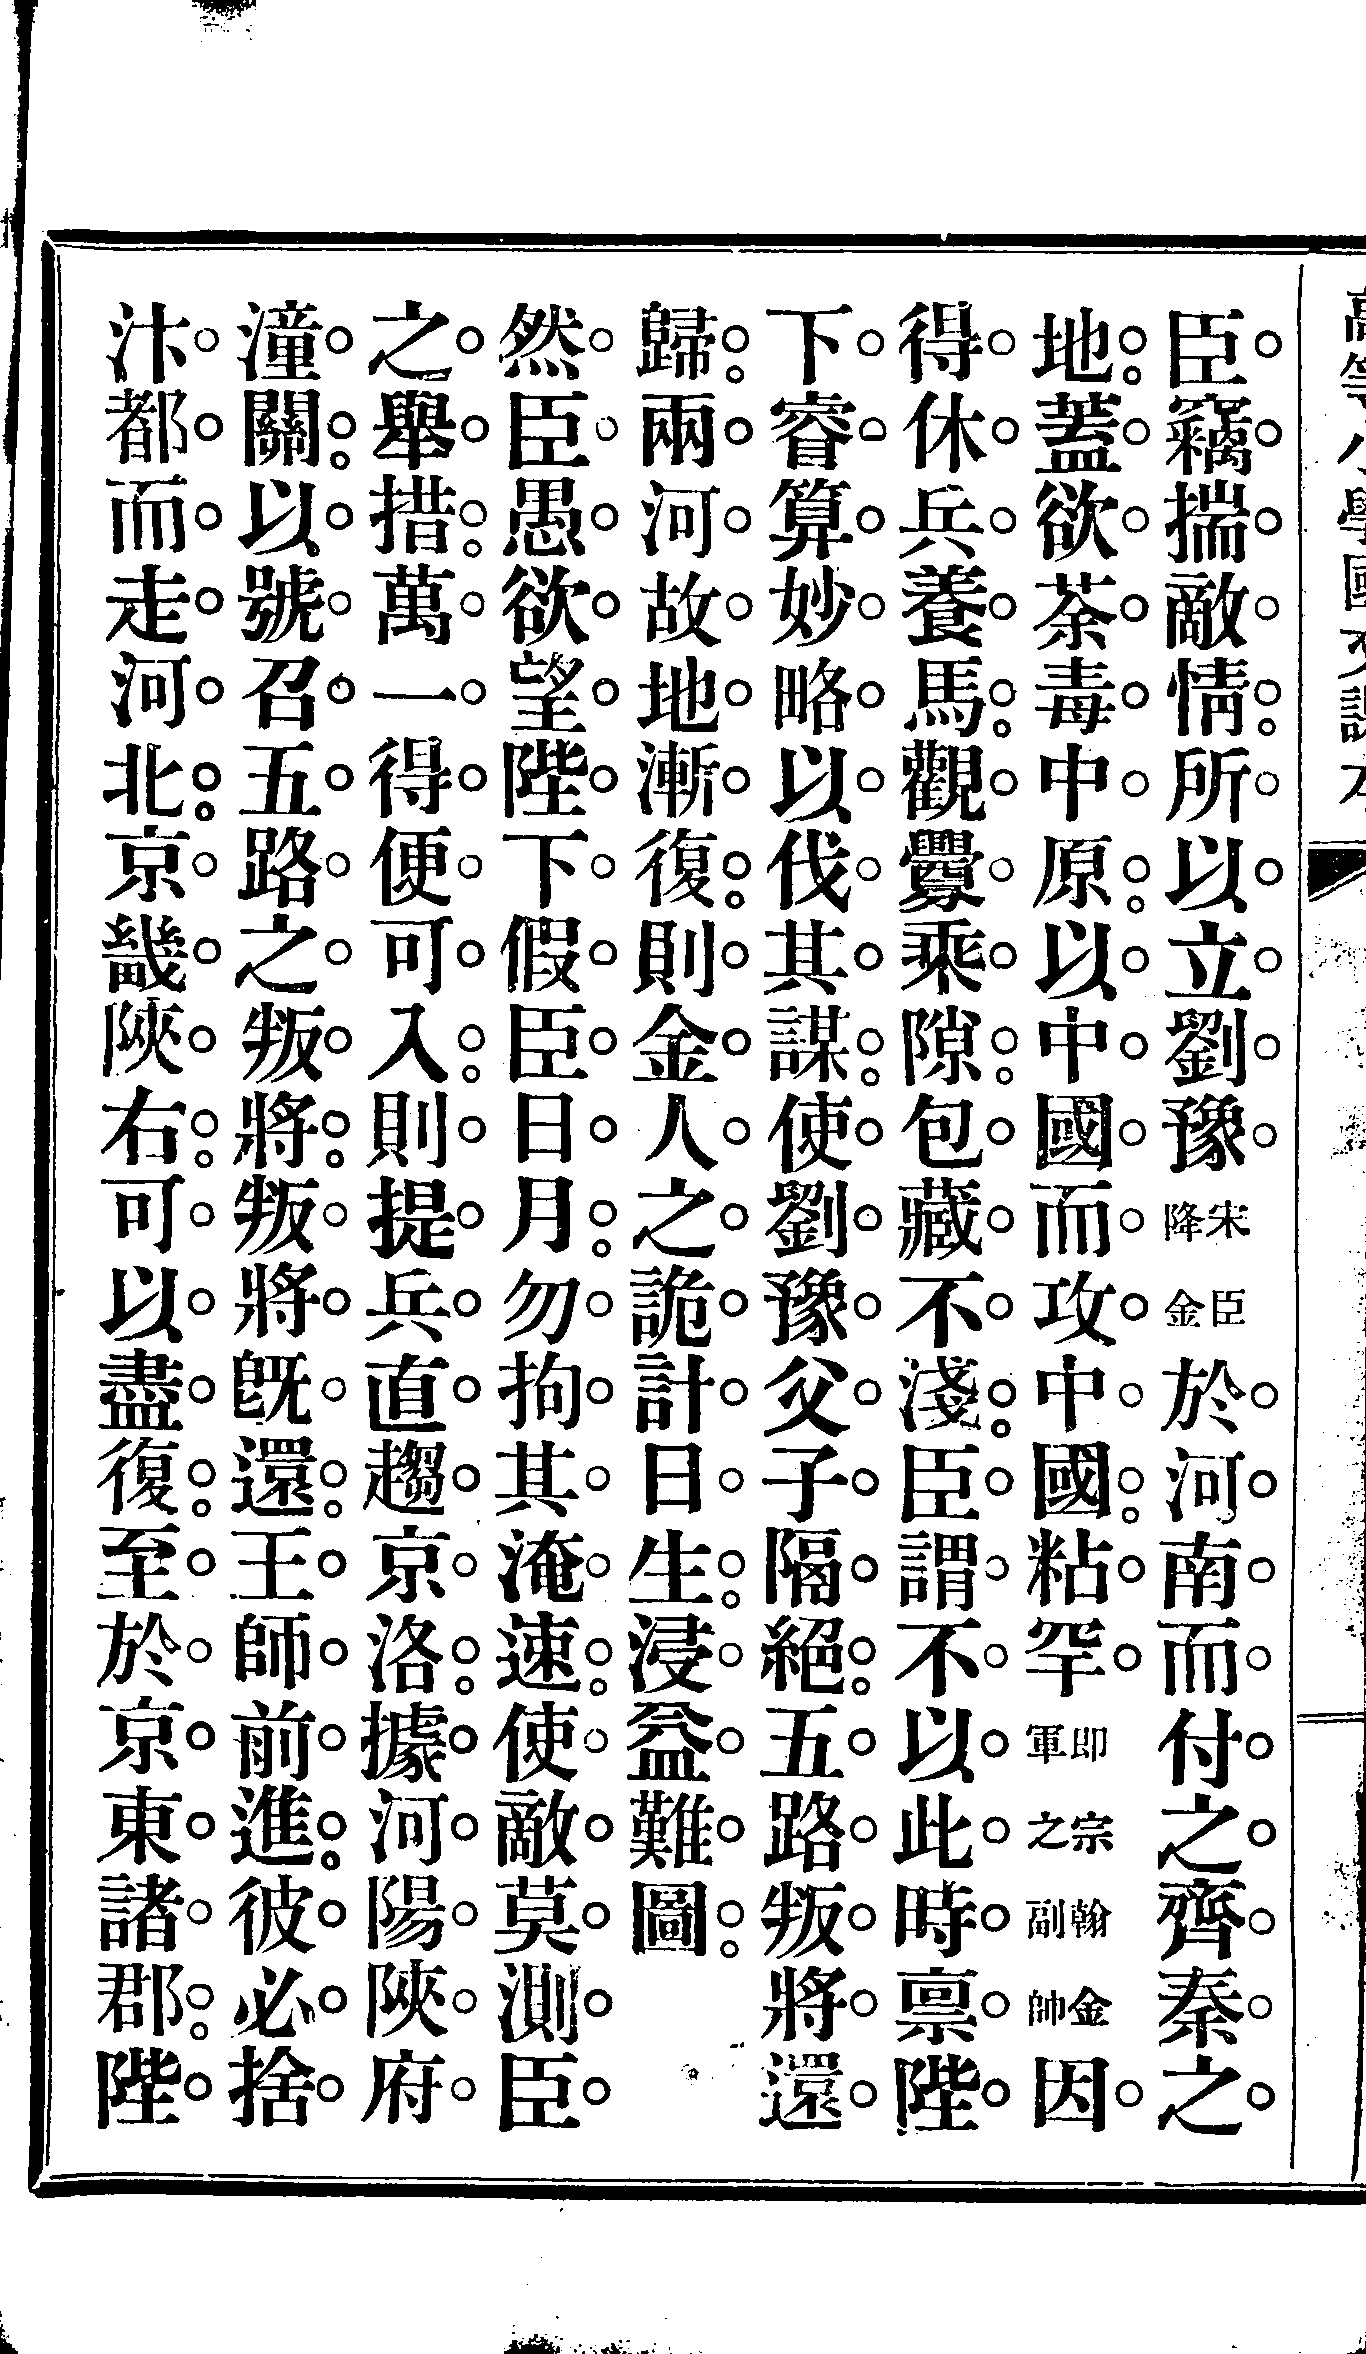 高等小學國文
臣竊揣敵情所以立劉豫宋臣降金於河南而付之齊秦之
地蓋欲荼毒中原以中國而攻中國粘罕即宗翰金軍之副帥因
得休兵養馬觀釁乘隙包藏不淺臣謂不以此時禀陛
下睿算妙略以伐其謀使劉豫父子隔絕五路叛將還
歸兩河故地漸復則金人之詭計日生浸益難圖
然臣愚欲望陛下假臣日月勿拘其淹速使敵莫測臣
之舉措萬一得便可入則提兵直趨京洛據河陽陝府
潼關以號召五路之叛將叛將旣還王師前進彼必捨
汴都而走河北京畿陝右可以盡復至於京東諸郡陛